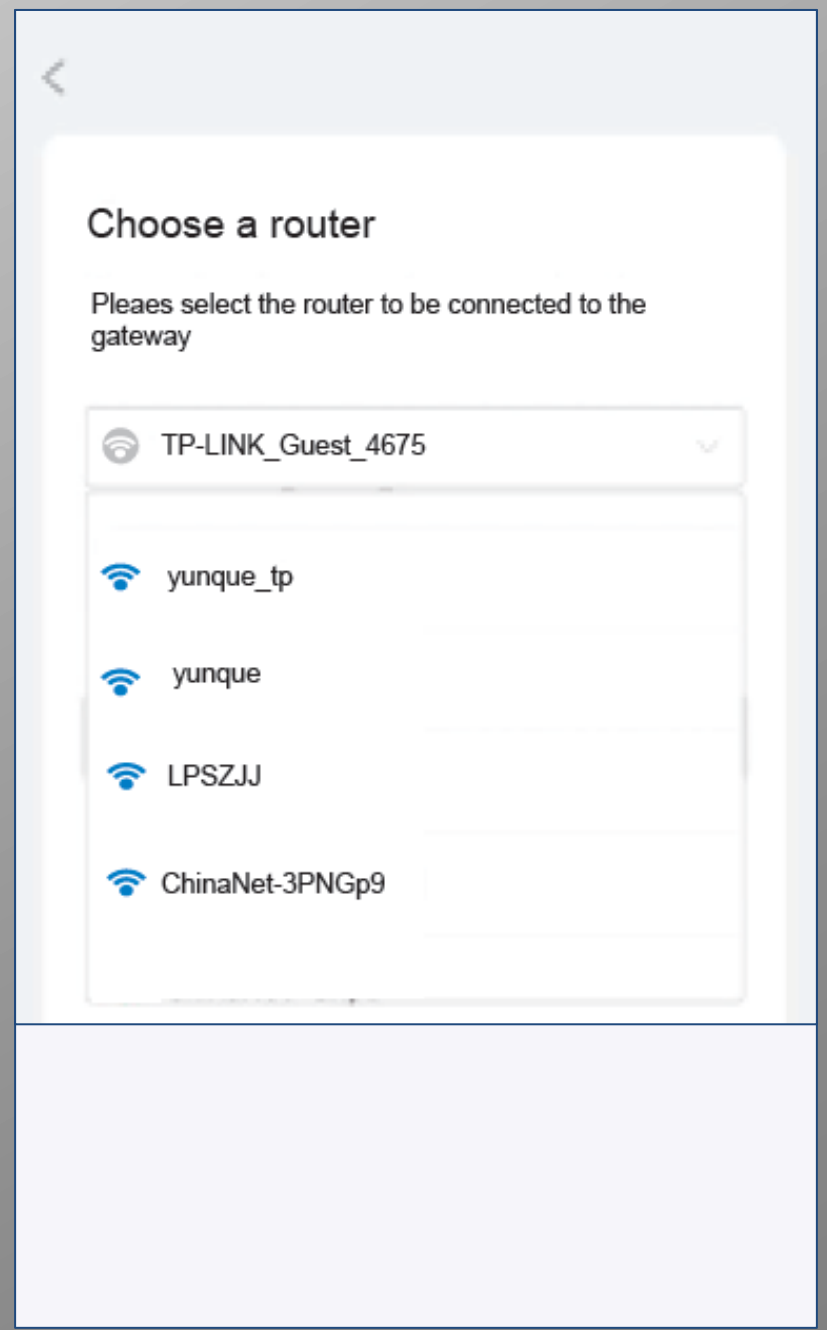 Choose a router
Pleaes select the router to be connected to the
gateway
TP-LINK_Guest_4675
yunque_tp
yunque
LPSZJJ
ChinaNet-3PNGp9